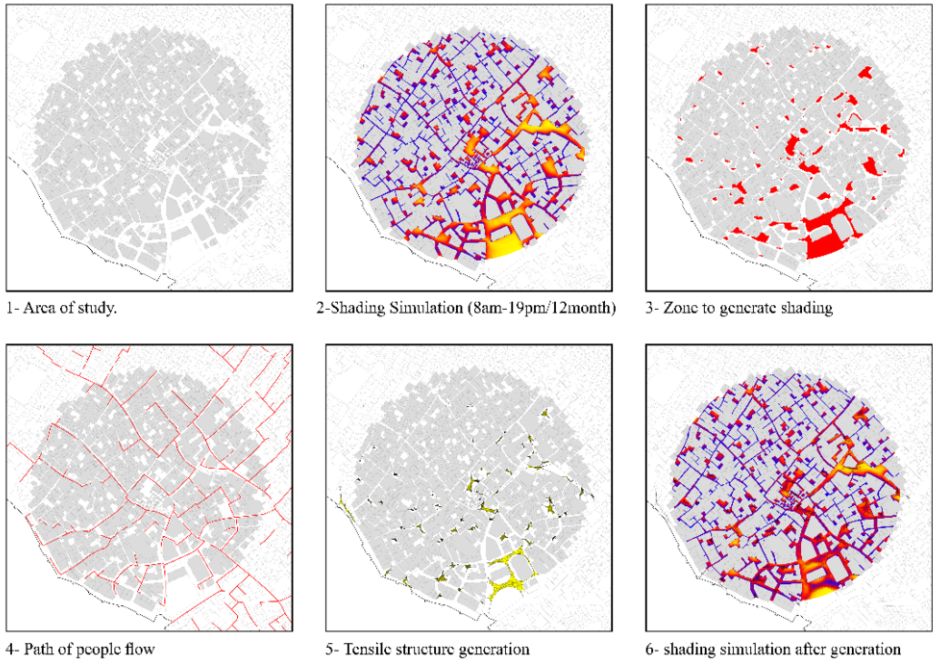 1- Area of study.
2-Shading Simulation (8am-19pm/12month)
3- Zone to generate shading
4- Path of people flow
5- Tensile structure generation
6- shading simulation after generation